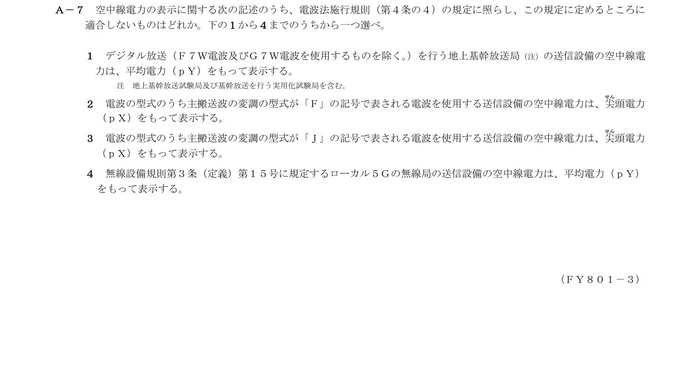 A－7 空中線電力の表示に関する次の記述のうち、電波法施行規則（第４条の４）の規定に照らし、この規定に定めるところに
適合しないものはどれか。下の1から4までのうちから一つ選べ。
1 デジタル放送（Ｆ７Ｗ電波及びＧ７Ｗ電波を使用するものを除く。）を行う地上基幹放送局（注）の送信設備の空中線電
力は、平均電力（ｐＹ）をもって表示する。
注 地上基幹放送試験局及び基幹放送を行う実用化試験局を含む。
2 電波の型式のうち主搬送波の変調の型式が「Ｆ」の記号で表される電波を使用する送信設備の空中線電力は、尖頭電力
せん
（ｐＸ）をもって表示する。
3 電波の型式のうち主搬送波の変調の型式が「Ｊ」の記号で表される電波を使用する送信設備の空中線電力は、尖頭電力
せん
（ｐＸ）をもって表示する。
4 無線設備規則第３条（定義）第１５号に規定するローカル５Ｇの無線局の送信設備の空中線電力は、平均電力（ｐＹ）
をもって表示する。
（ＦＹ８０１－３）